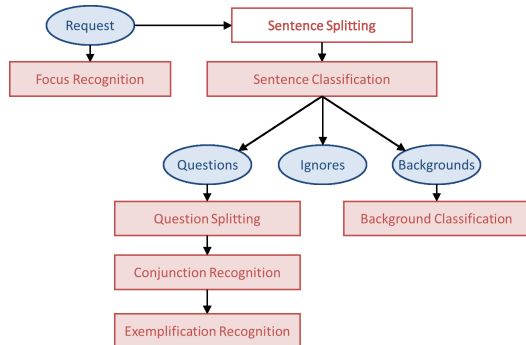 Request
Sentence Splitting
Focus Recognition
Sentence Classification
Questions
Ignores
Backgrounds
Question Splitting
Background Classification
Conjunction Recognition
Exemplification Recognition